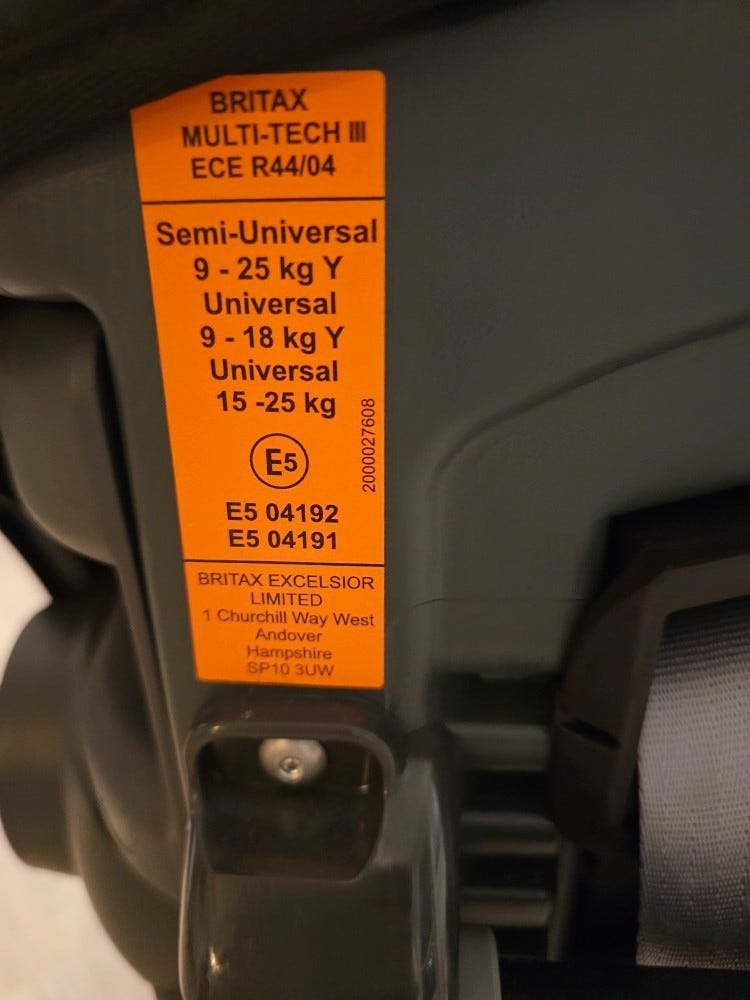 BRITAX
MULTI-TECH III
ECE R44/04
Semi-Universal
9 - 25 kg Y
Universal
9 - 18 kg Y
Universal
15 -25 kg
2000027608
E5
E5 04192
E5 04191
BRITAX EXCELSIOR
LIMITED
1 Churchill Way West
Andover
Hampshire
SP10 3UW